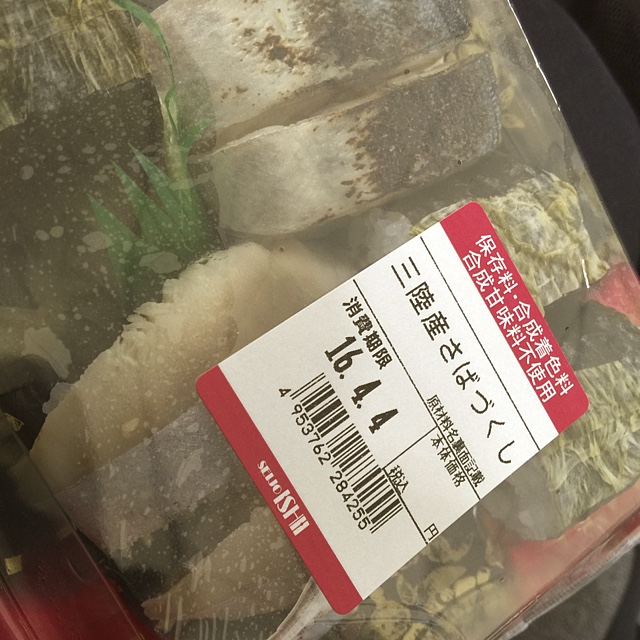 保存料・合成着色料
合成甘味料不使用
三陸産さばづくし
原材料名裏面記載
消費期限
本体価格
16.4.4
税込
円
4 953762 284255